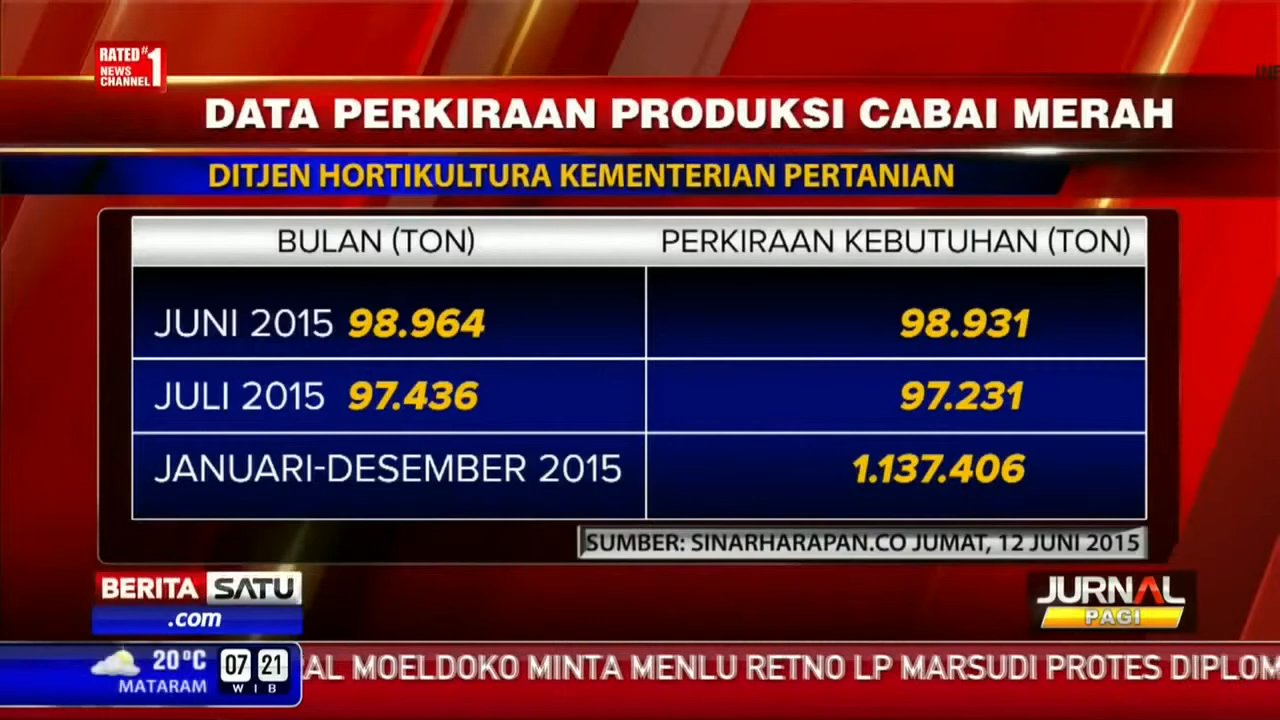 RATED #1
NEWS
CHANNEL
DATA PERKIRAAN PRODUKSI CABAI MERAH
DITJEN HORTIKULTURA KEMENTERIAN PERTANIAN
BULAN (TON) PERKIRAAN KEBUTUHAN (TON)
JUNI 2015 98.964 98.931
JULI 2015 97.436 97.231
JANUARI-DESEMBER 2015 1.137.406
SUMBER: SINARHARAPAN.CO JUMAT, 12 JUNI 2015
BERITA SATU
.com
JURNAL
PAGI
20°C
MATARAM
07 21
WIB
RAL MOELDOKO MINTA MENLU RETNO LP MARSUDI PROTES DIPLOM